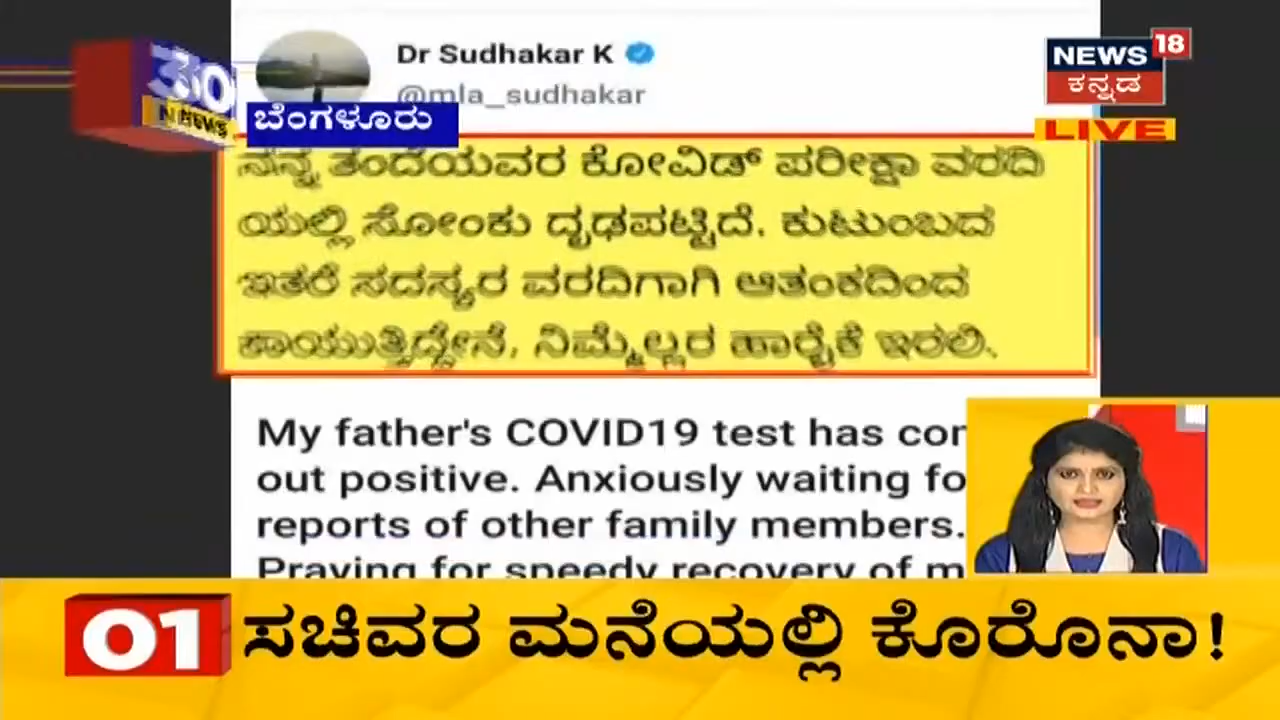 Dr Sudhakar K
@mla_sudhakar
NEWS 18
ಕನ್ನಡ
LIVE
30
NEWS
ಬೆಂಗಳೂರು
ನನ್ನ ತಂದೆಯವರ ಕೋವಿಡ್ ಪರೀಕ್ಷಾ ವರದಿ
ಯಲ್ಲಿ ಸೋಂಕು ದೃಢಪಟ್ಟಿದೆ. ಕುಟುಂಬದ
ಇತರೆ ಸದಸ್ಯರ ವರದಿಗಾಗಿ ಆತಂಕದಿಂದ
ಕಾಯುತ್ತಿದ್ದೇನೆ. ನಿಮ್ಮೆಲ್ಲರ ಹಾರೈಕೆ ಇರಲಿ.
My father's COVID19 test has
out positive. Anxiously waiting
reports of other family members.
Praying for speedy recovery of
01 ಸಚಿವರ ಮನೆಯಲ್ಲಿ ಕೊರೊನಾ!